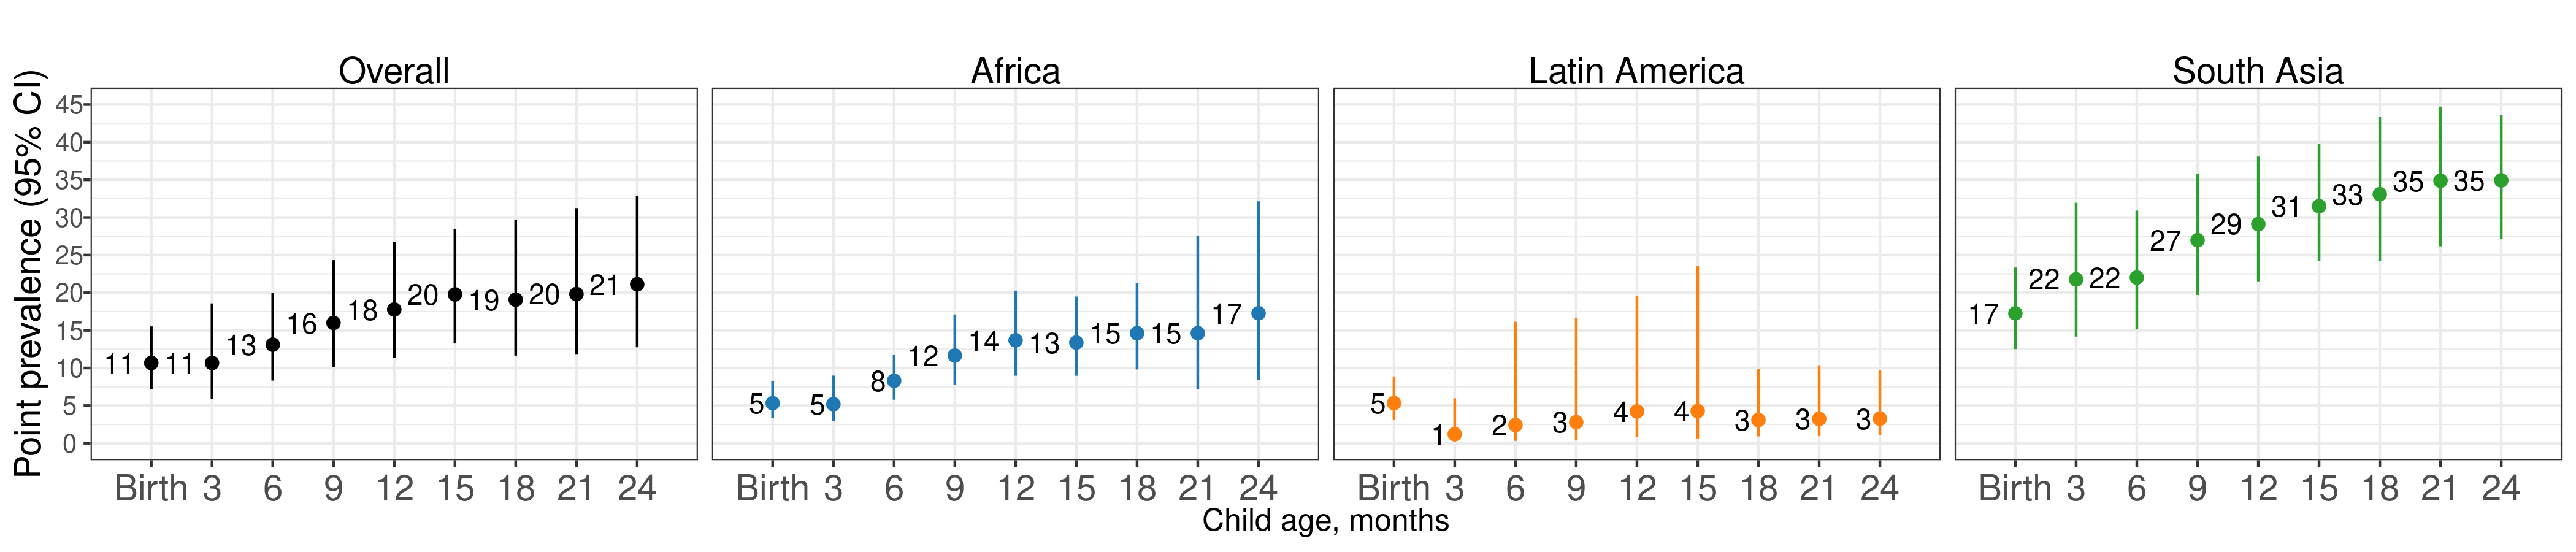 Overall
Africa
Latin America
South Asia
Point prevalence (95% CI)
45
40
35
30
25
20
15
10
5
0
11 11 13 16 18 20 19 20 21
5 5 8 12 14 13 15 15 17
5 1 2 3 4 4 3 3 3
17 22 22 27 29 31 33 35 35
Birth 3 6 9 12 15 18 21 24
Birth 3 6 9 12 15 18 21 24
Birth 3 6 9 12 15 18 21 24
Birth 3 6 9 12 15 18 21 24
Child age, months